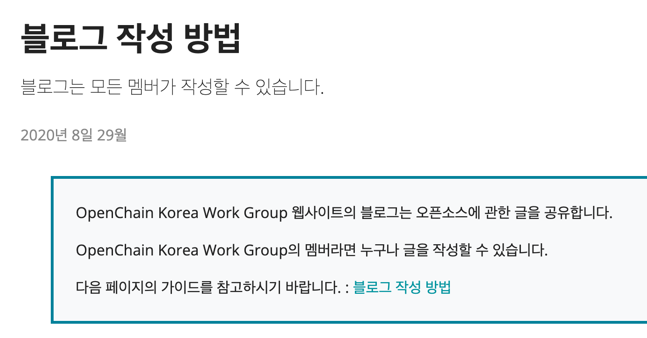 블로그 작성 방법
블로그는 모든 멤버가 작성할 수 있습니다.
2020년 8일 29월
OpenChain Korea Work Group 웹사이트의 블로그는 오픈소스에 관한 글을 공유합니다.
OpenChain Korea Work Group의 멤버라면 누구나 글을 작성할 수 있습니다.
다음 페이지의 가이드를 참고하시기 바랍니다. : 블로그 작성 방법